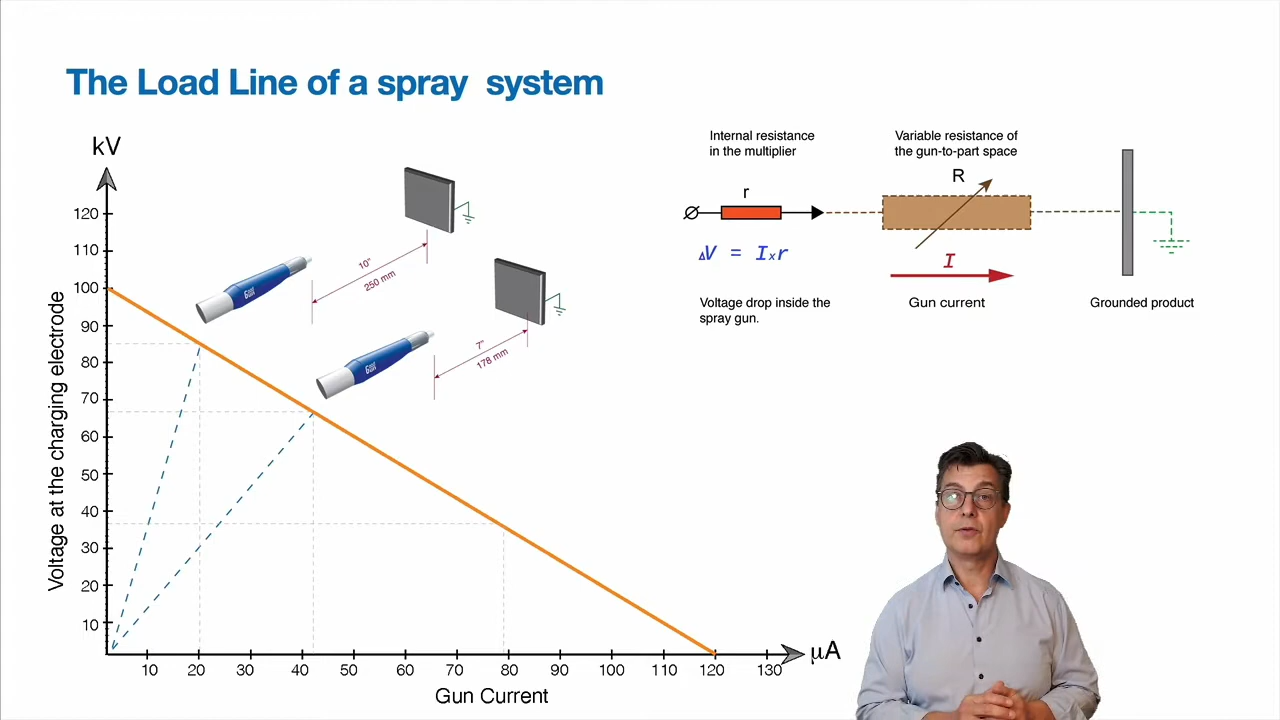 The Load Line of a spray system
kV
120
110
100
90
80
70
60
50
40
30
20
10
Voltage at the charging electrode
10 20 30 40 50 60 70 80 90 100 110 120 130
µA
Gun Current
10"
250 mm
7"
178 mm
Internal resistance
in the multiplier
r
ΔV = Ixr
Voltage drop inside the
spray gun.
Variable resistance of
the gun-to-part space
R
I
Gun current
Grounded product